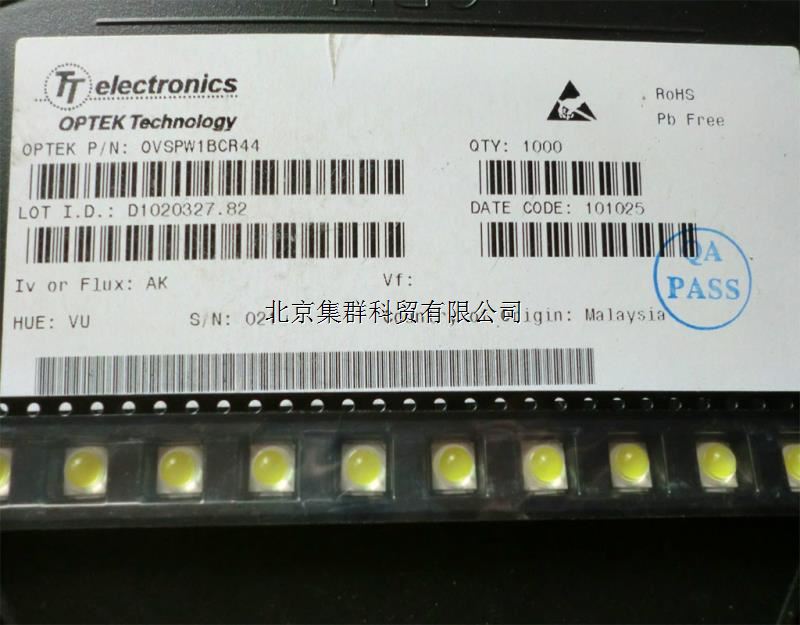 TT electronics
OPTEK Technology
RoHS
Pb Free
OPTEK P/N: OVSPW1BCR44
QTY: 1000
LOT I.D.: D1020327.82
DATE CODE: 101025
Iv or Flux: AK
Vf:
QA
PASS
HUE: VU
S/N: 02
Origin: Malaysia
北京集群科贸有限公司